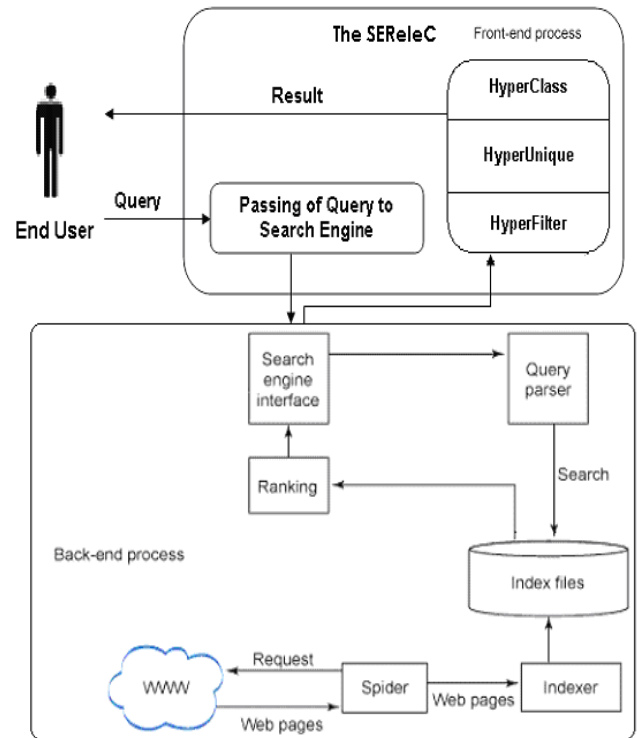 The SEReleC
Front-end process
HyperClass
Result
HyperUnique
Query
Passing of Query to
Search Engine
HyperFilter
End User
Search
engine
interface
Query
parser
Ranking
Search
Back-end process
Index files
WWW
Request
Spider
Web pages
Indexer
Web pages